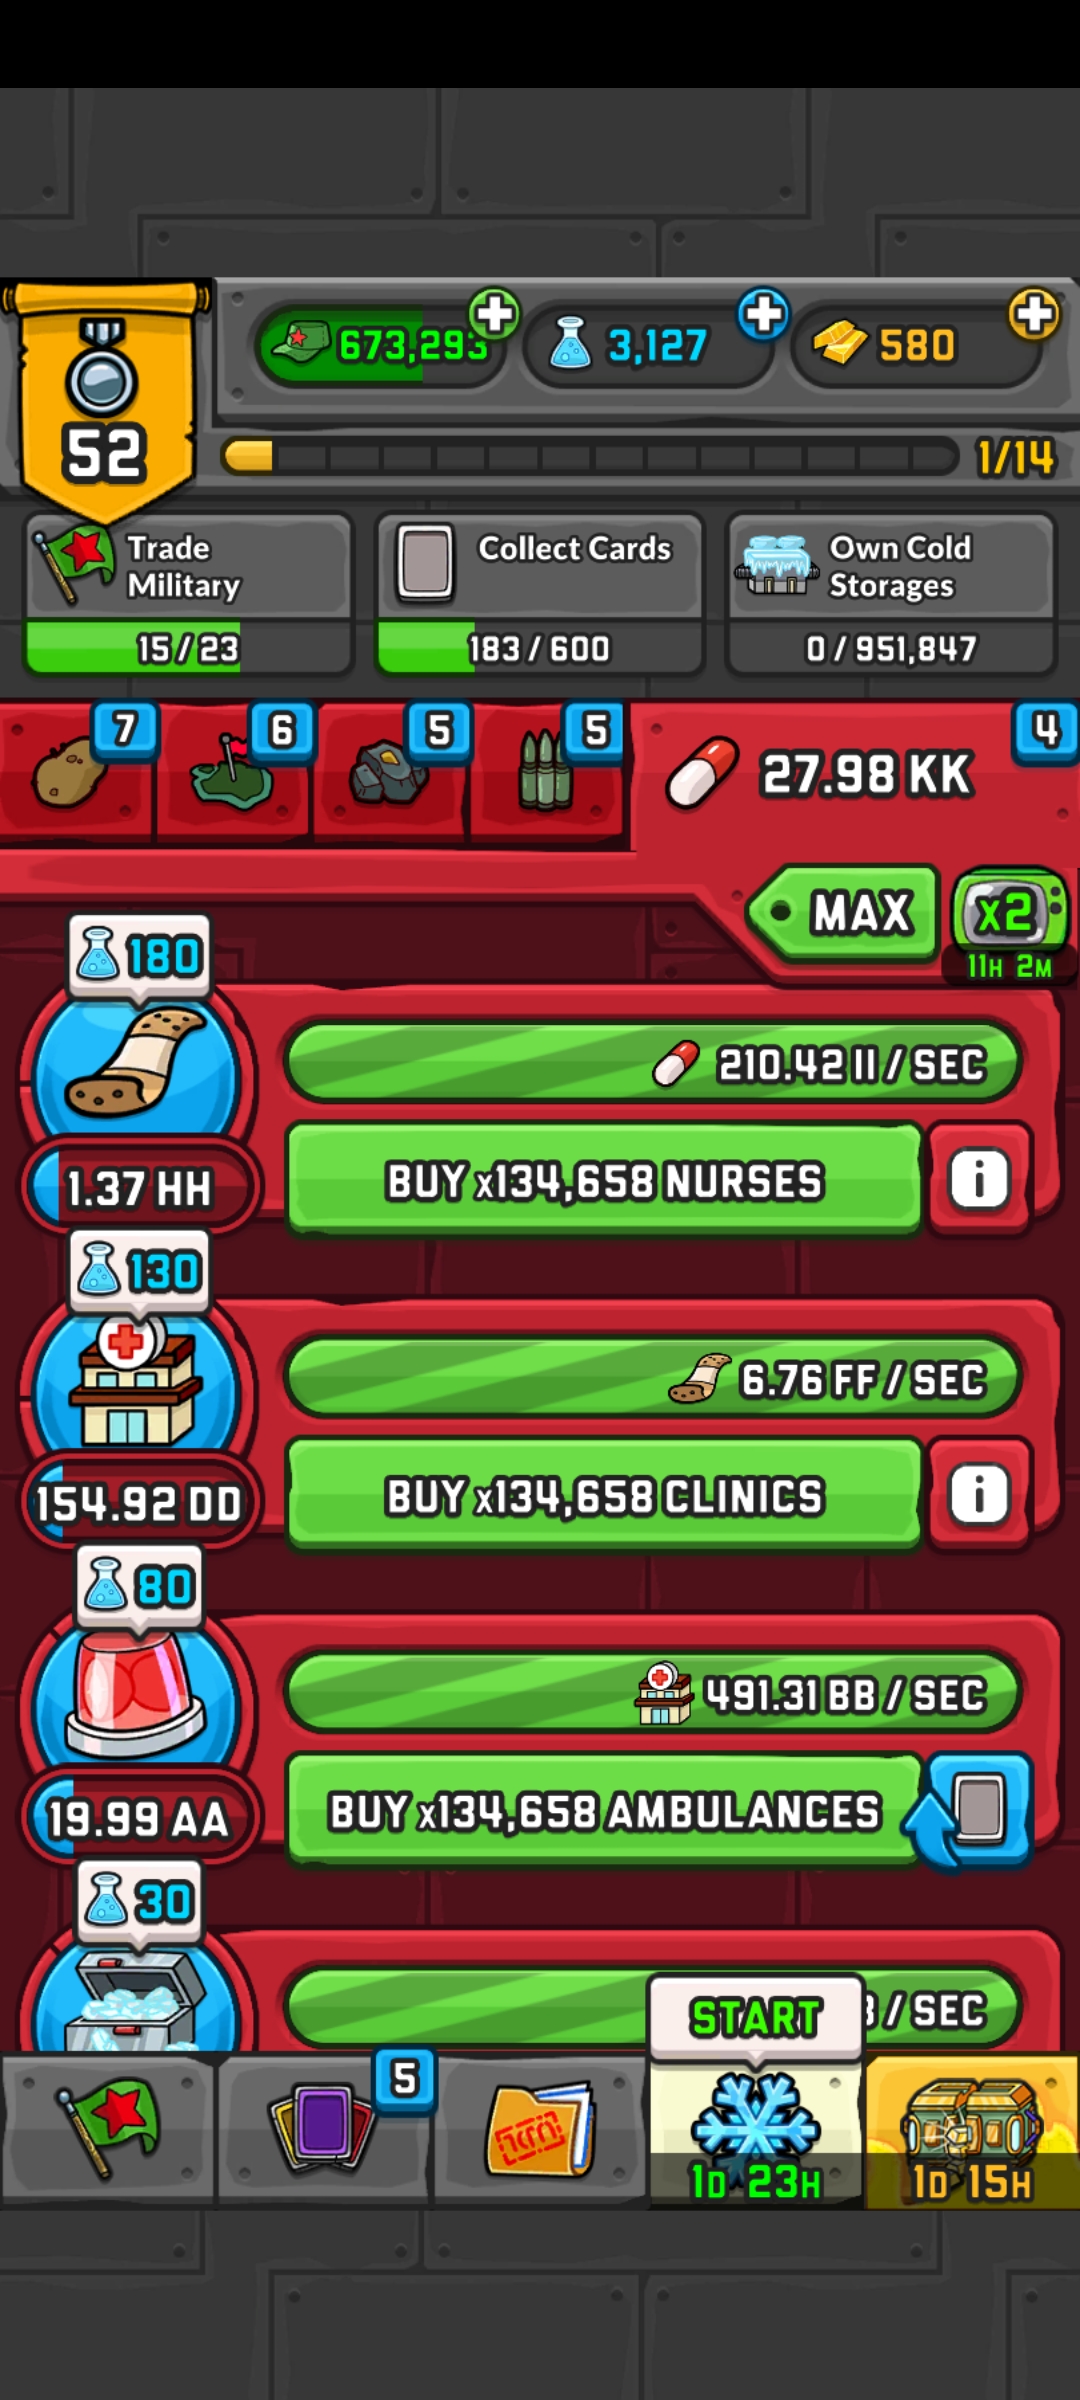 673,293
3,127
580
52
1/14
Trade
Military
15/23
Collect Cards
183/600
Own Cold
Storages
0/951,847
7
6
5
5
4
27.98 KK
MAX
x2
11H 2M
180
210.42 II/SEC
1.37 HH
BUY x134,658 NURSES
i
130
6.76 FF/SEC
154.92 DD
BUY x134,658 CLINICS
i
80
491.31 BB/SEC
19.99 AA
BUY x134,658 AMBULANCES
30
/SEC
START
5
1D 23H
1D 15H